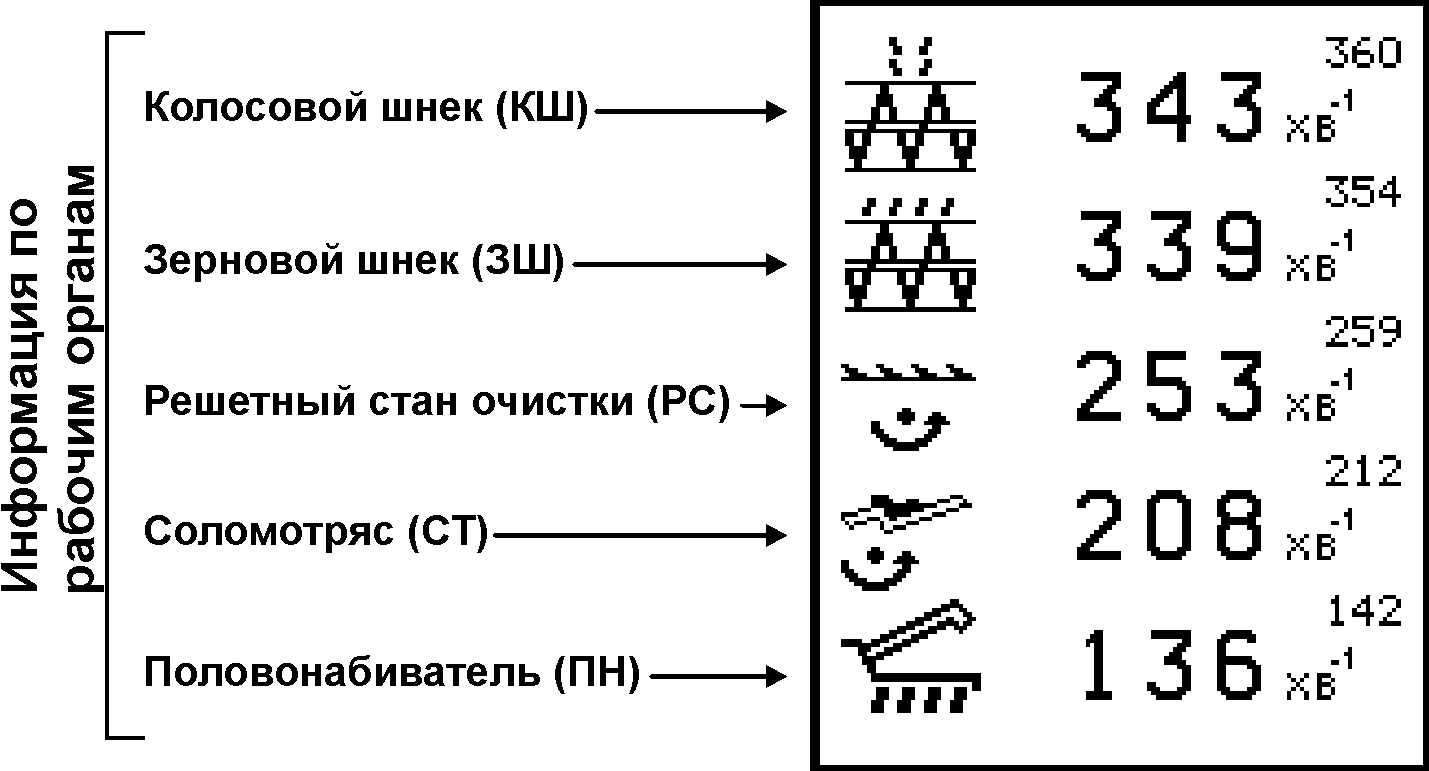 Информация по
рабочим органам
Колосовой шнек (КШ)
360
343 хв-1
Зерновой шнек (ЗШ)
354
339 хв-1
Решетный стан очистки (РС)
259
253 хв-1
Соломотряс (СТ)
212
208 хв-1
Половонабиватель (ПН)
142
136 хв-1